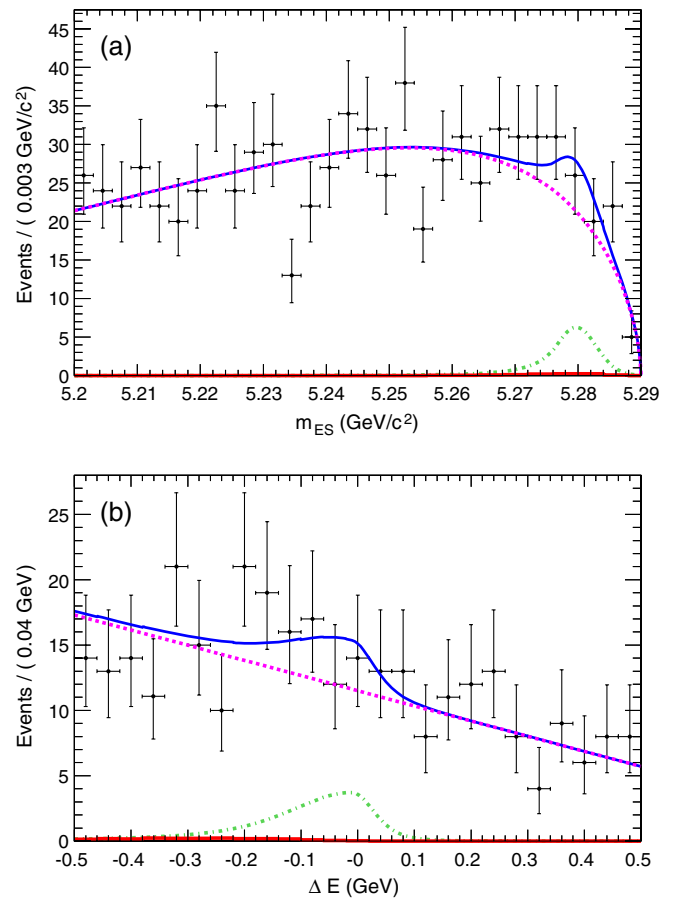 (a)
45
40
35
30
25
20
15
10
5
0
Events / ( 0.003 GeV/c²)
5.2 5.21 5.22 5.23 5.24 5.25 5.26 5.27 5.28 5.29
m_ES (GeV/c²)
(b)
25
20
15
10
5
0
Events / ( 0.04 GeV)
-0.5 -0.4 -0.3 -0.2 -0.1 -0 0.1 0.2 0.3 0.4 0.5
Δ E (GeV)